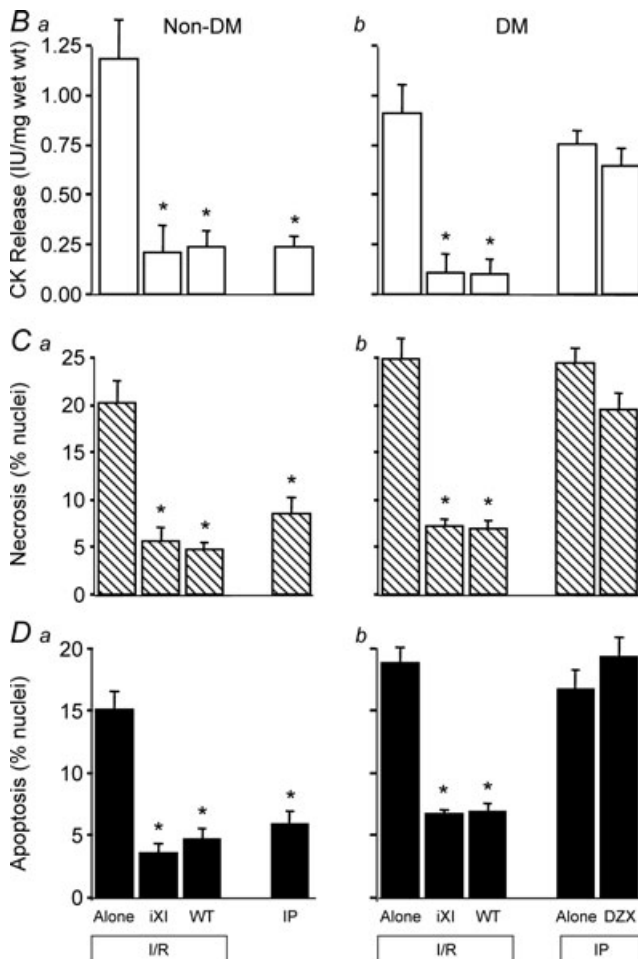 B a Non-DM b DM
CK Release (IU/mg wet wt)
1.25
1.00
0.75
0.50
0.25
0.00
* * *
* *
C a b
Necrosis (% nuclei)
20
15
10
5
0
* * *
* *
D a b
Apoptosis (% nuclei)
20
15
10
5
0
* * *
* *
Alone iXI WT IP Alone iXI WT Alone DZX
I/R I/R IP